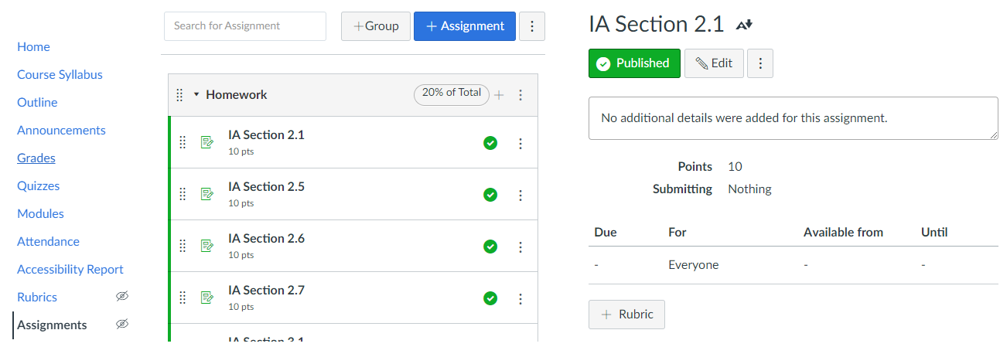 Home
Course Syllabus
Outline
Announcements
Grades
Quizzes
Modules
Attendance
Accessibility Report
Rubrics
Assignments
Search for Assignment
+Group
+ Assignment
Homework
20% of Total +
IA Section 2.1
10 pts
IA Section 2.5
10 pts
IA Section 2.6
10 pts
IA Section 2.7
10 pts
IA Section 3.1
IA Section 2.1
Published
Edit
No additional details were added for this assignment.
Points 10
Submitting Nothing
Due For Available from Until
- Everyone - -
+ Rubric